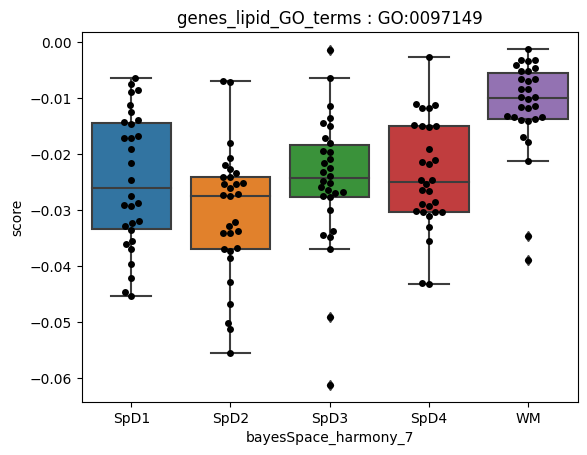 genes_lipid_GO_terms : GO:0097149
0.00
−0.01
−0.02
−0.03
−0.04
−0.05
−0.06
score
SpD1 SpD2 SpD3 SpD4 WM
bayesSpace_harmony_7